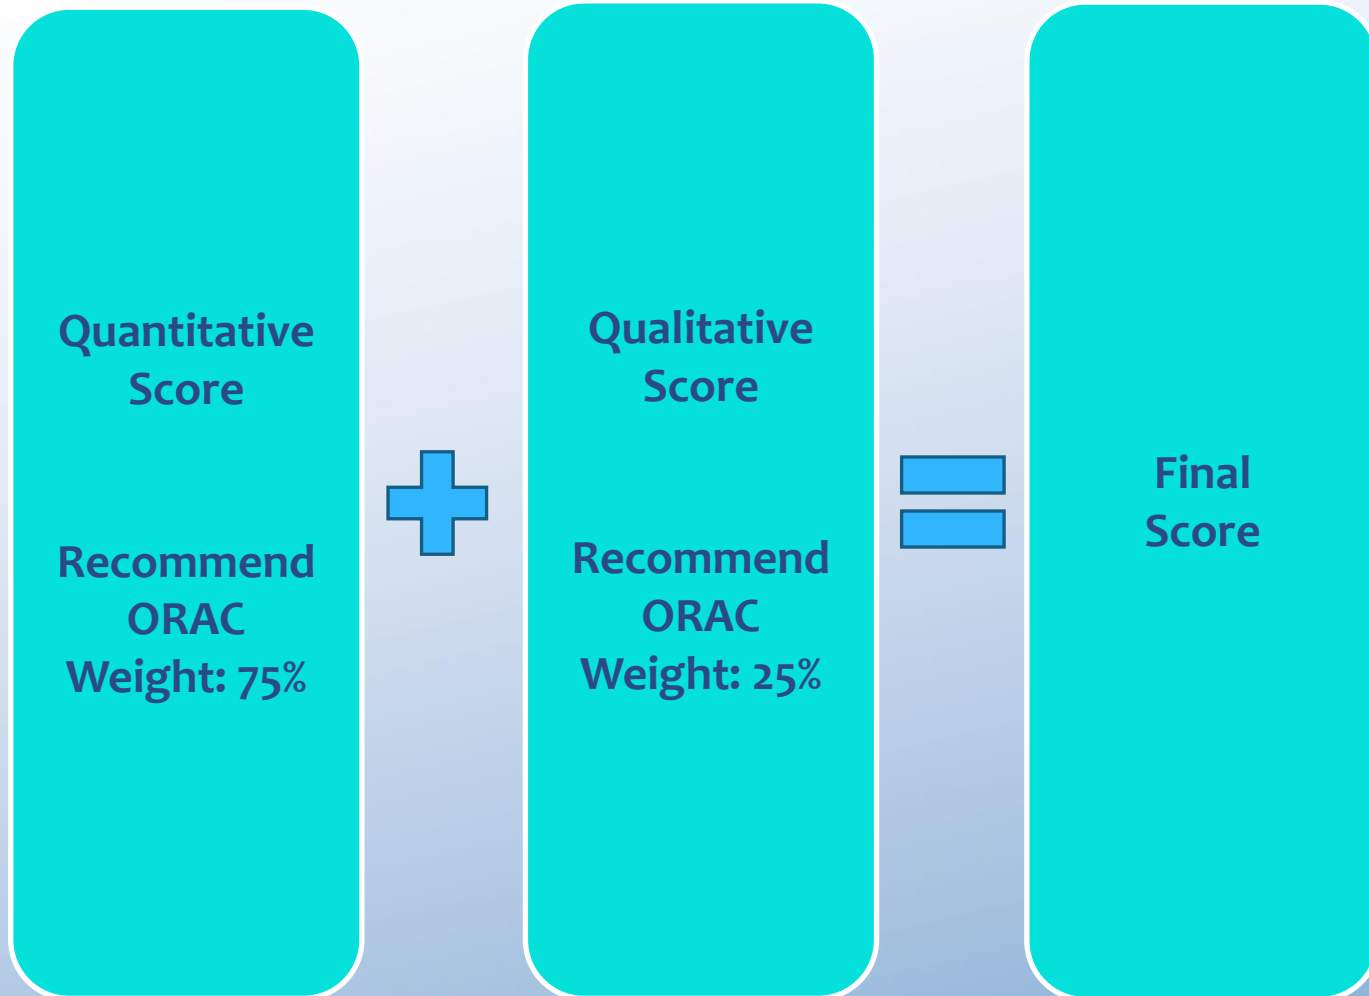 Quantitative
Score
Recommend
ORAC
Weight: 75%
Qualitative
Score
Recommend
ORAC
Weight: 25%
Final
Score